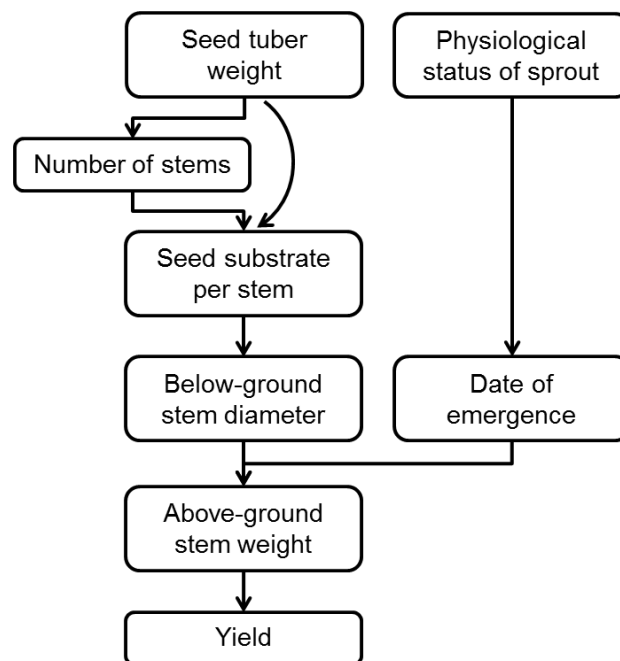 Seed tuber
weight
Physiological
status of sprout
Number of stems
Seed substrate
per stem
Below-ground
stem diameter
Date of
emergence
Above-ground
stem weight
Yield